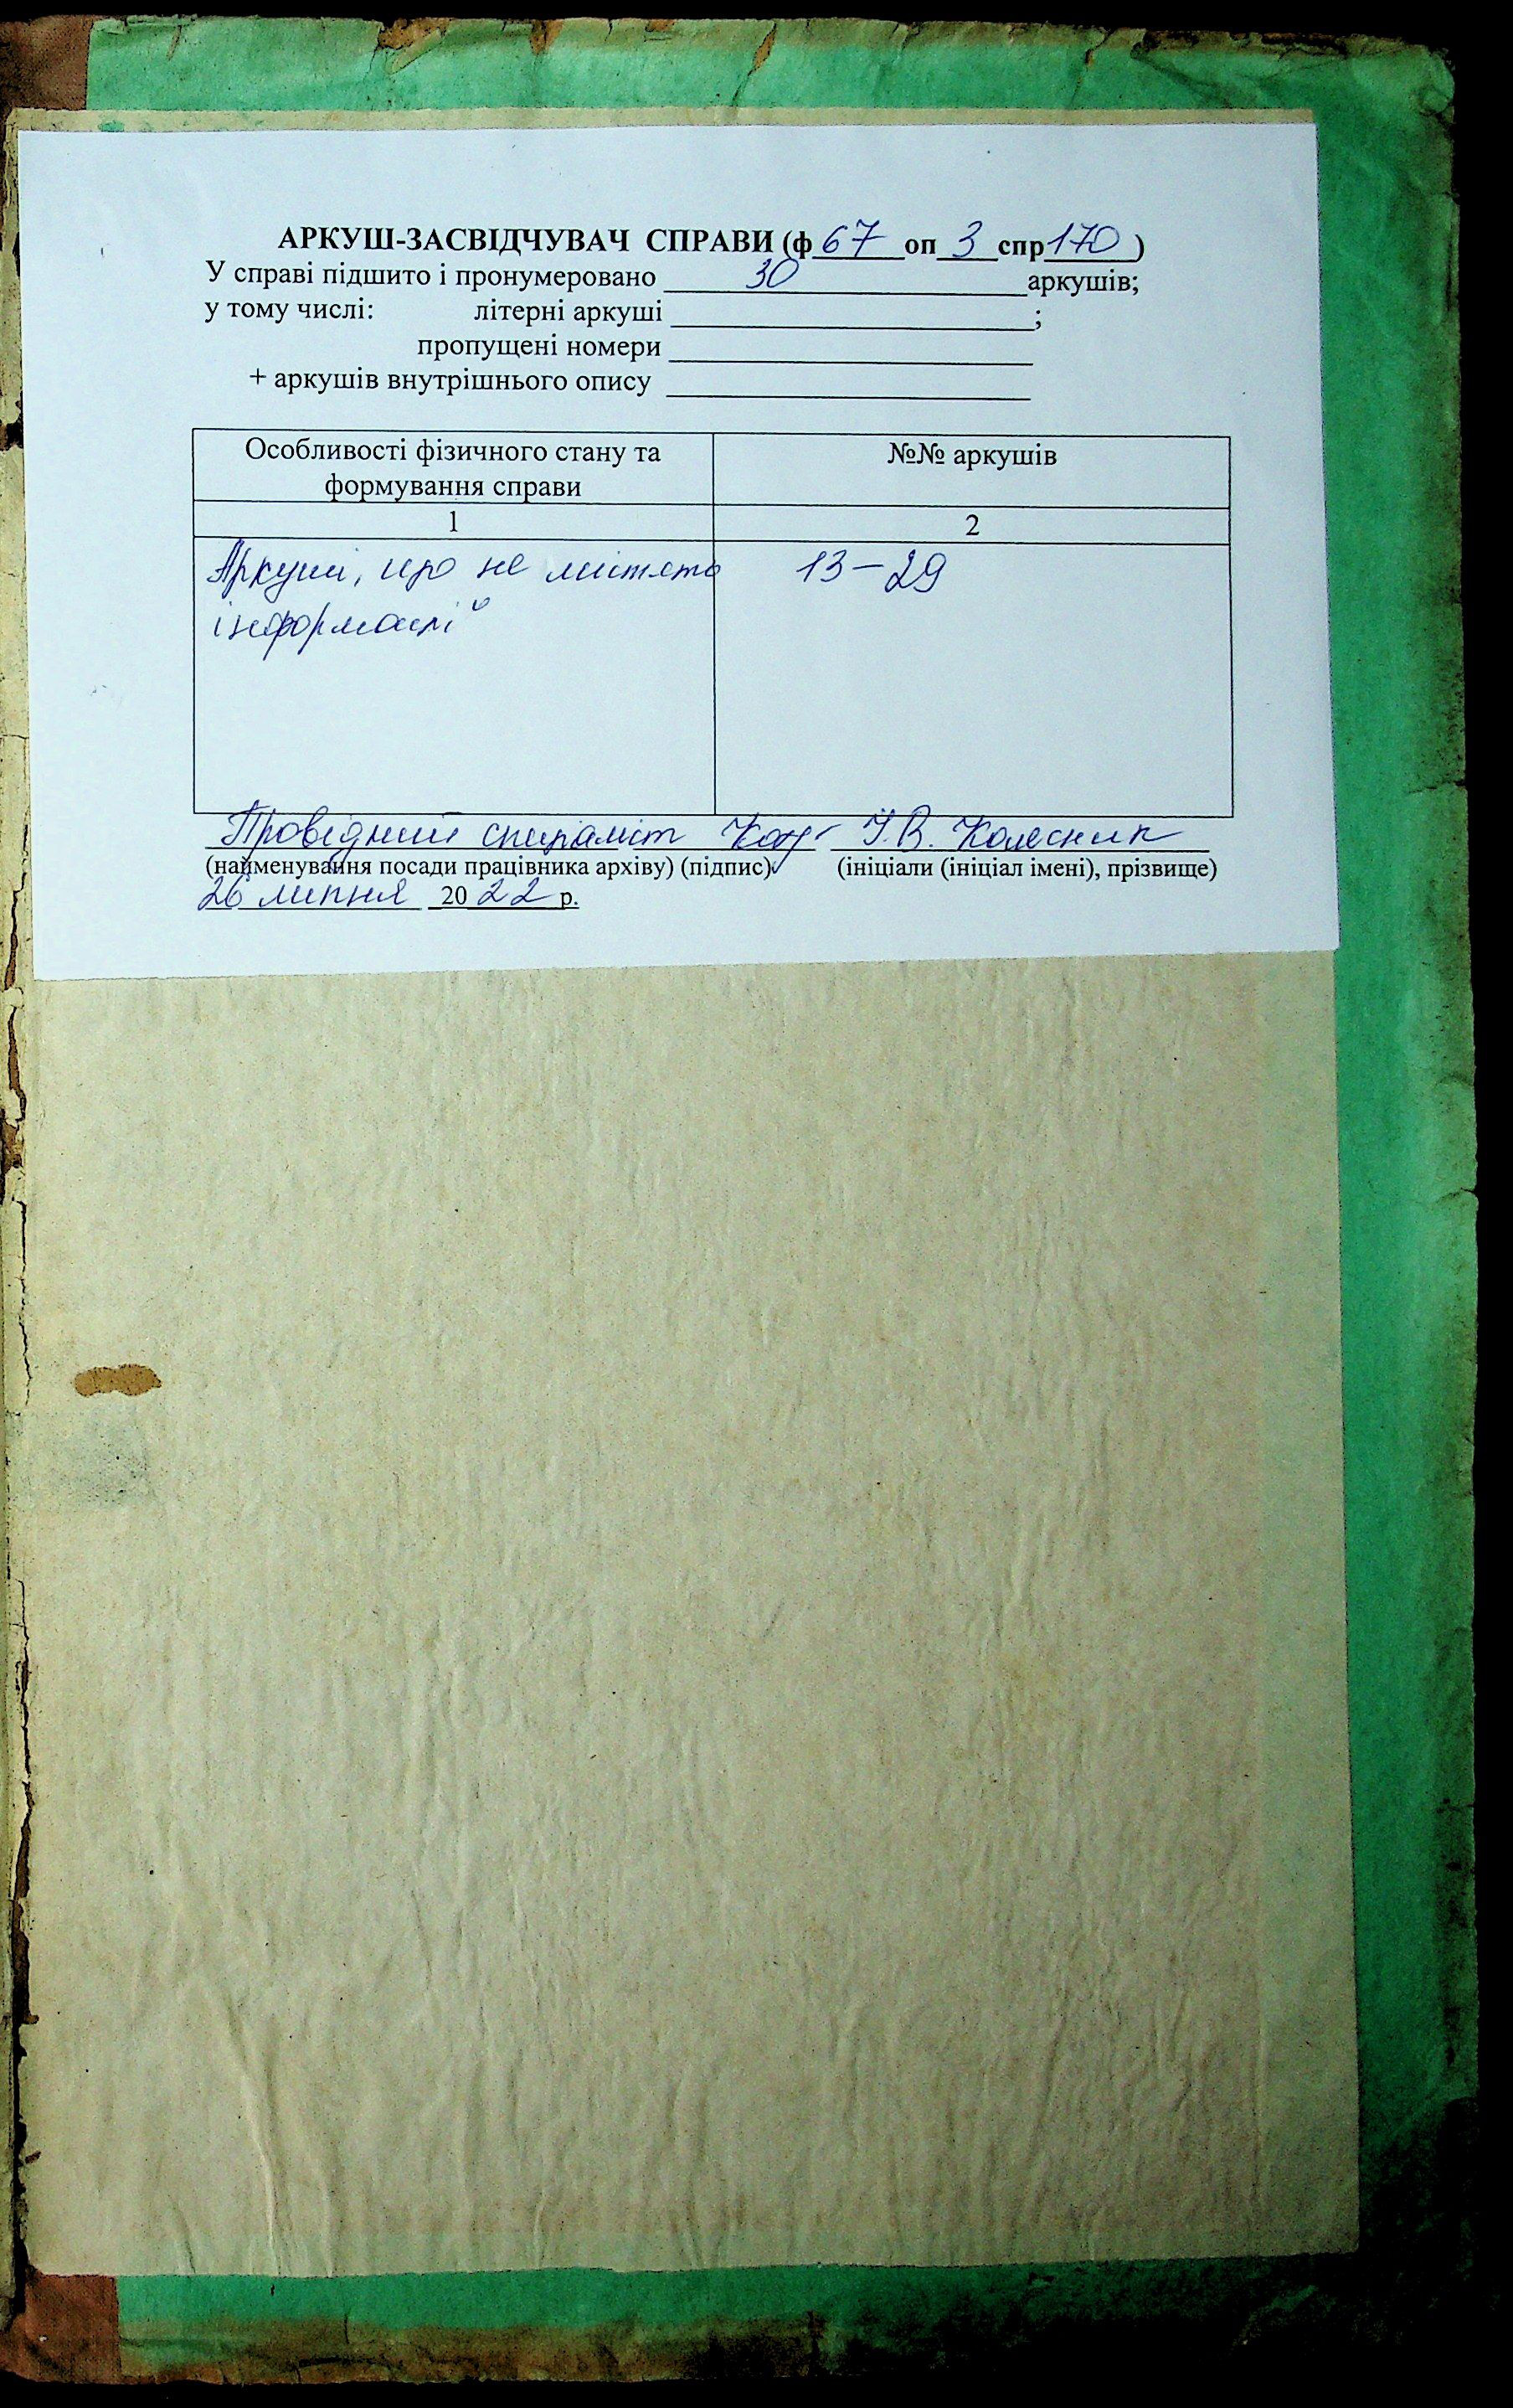 АРКУШ-ЗАСВІДЧУВАЧ СПРАВИ (ф 67 оп 3 спр 170 )
У справі підшито і пронумеровано 30 аркушів;
у тому числі: літерні аркуші ;
пропущені номери
+ аркушів внутрішнього опису
Особливості фізичного стану та №№ аркушів
формування справи
1 2
Аркуші, що не містять 13–29
інформації
Провідний спеціаліст І.В. Колесник
(найменування посади працівника архіву) (підпис) (ініціали (ініціал імені), прізвище)
26 липня 2022 р.